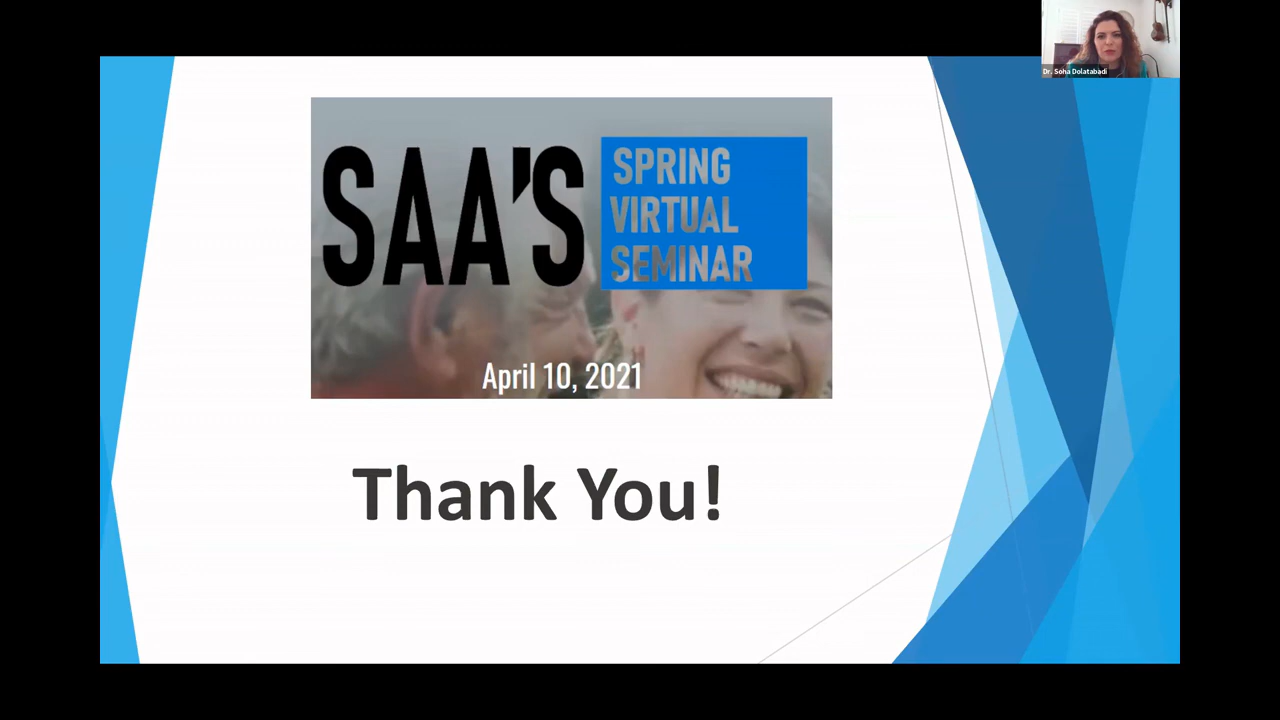 Dr. Soha Dolatabadi
SAA'S
SPRING
VIRTUAL
SEMINAR
April 10, 2021
Thank You!